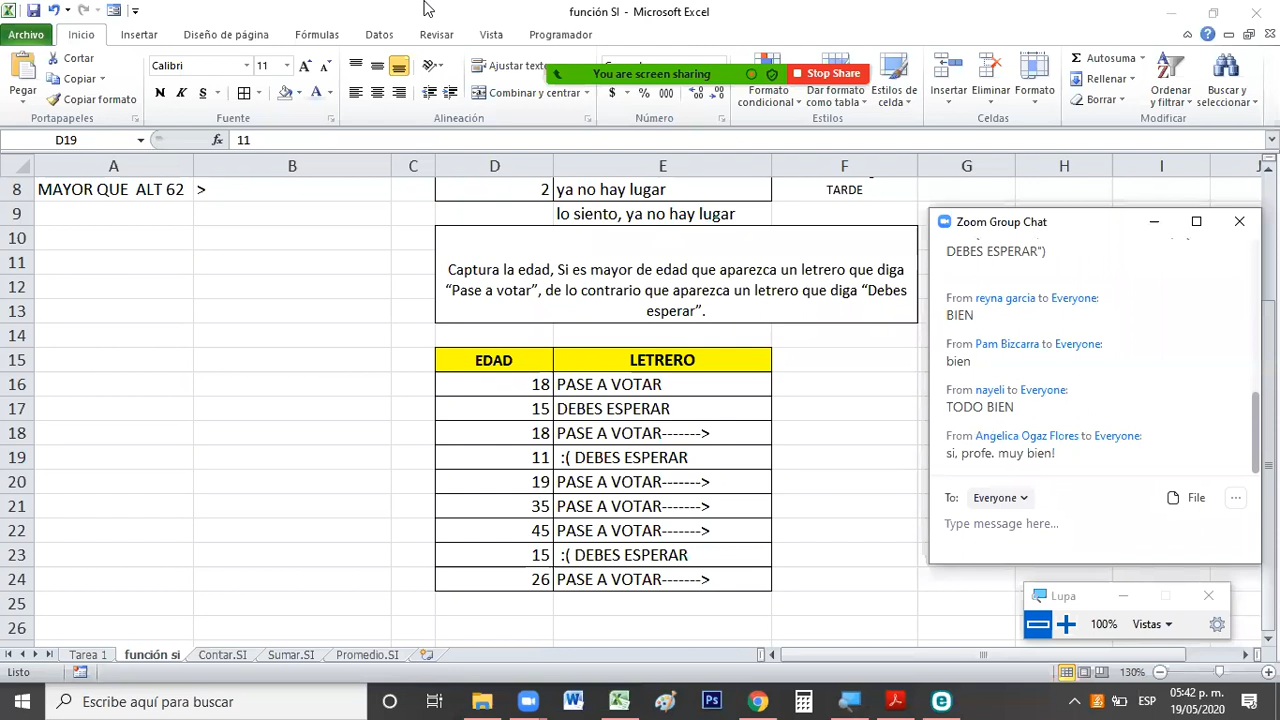 función SI - Microsoft Excel
Archivo Inicio Insertar Diseño de página Fórmulas Datos Revisar Vista Programador
Cortar
Copiar
Copiar formato
Pegar
Portapapeles
Calibri 11
N K S
Fuente
Ajustar texto
Combinar y centrar
Alineación
You are screen sharing Stop Share
$ % 000
Número
Formato condicional
Dar formato como tabla
Estilos de celda
Estilos
Insertar Eliminar Formato
Celdas
Autosuma
Rellenar
Borrar
Ordenar y filtrar
Buscar y seleccionar
Modificar
D19 fx 11
A B C D E F G H I J
8 MAYOR QUE ALT 62 > 2 ya no hay lugar TARDE
9 lo siento, ya no hay lugar
10
11 Captura la edad, Si es mayor de edad que aparezca un letrero que diga
12 “Pase a votar”, de lo contrario que aparezca un letrero que diga “Debes
13 esperar”.
14
15 EDAD LETRERO
16 18 PASE A VOTAR
17 15 DEBES ESPERAR
18 18 PASE A VOTAR------->
19 11 :( DEBES ESPERAR
20 19 PASE A VOTAR------->
21 35 PASE A VOTAR------->
22 45 PASE A VOTAR------->
23 15 :( DEBES ESPERAR
24 26 PASE A VOTAR------->
25
26
Zoom Group Chat
DEBES ESPERAR")
From reyna garcia to Everyone:
BIEN
From Pam Bizcarra to Everyone:
bien
From nayeli to Everyone:
TODO BIEN
From Angelica Ogaz Flores to Everyone:
si, profe. muy bien!
To: Everyone File ...
Type message here...
Lupa
100% Vistas
Tarea 1 función si Contar.SI Sumar.SI Promedio.SI
Listo 130%
Escribe aquí para buscar
ESP
05:42 p. m.
19/05/2020